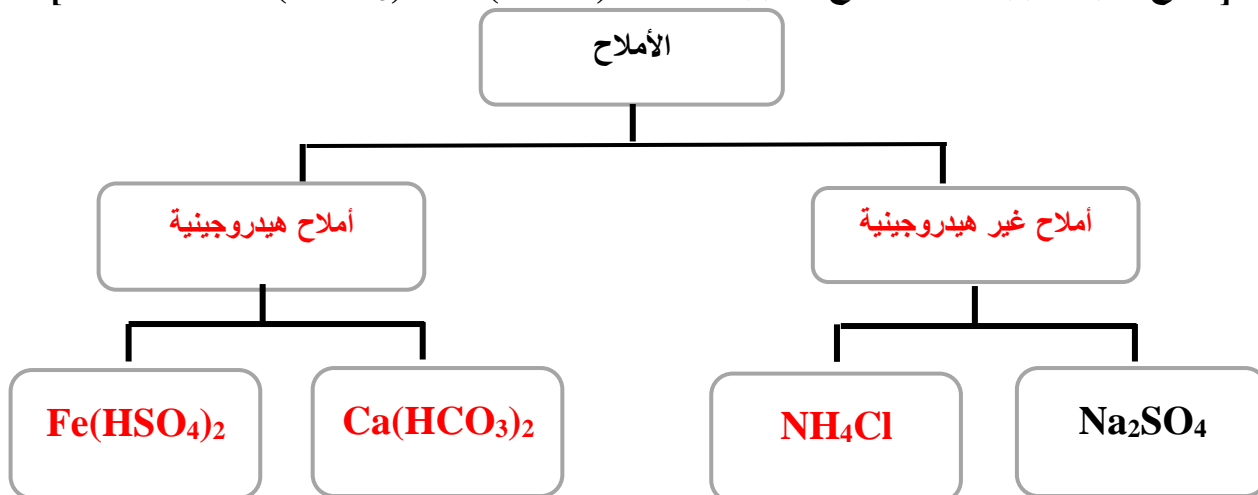 الأملاح
أملاح غير هيدروجينية
أملاح هيدروجينية
Na₂SO₄
NH₄Cl
Ca(HCO₃)₂
Fe(HSO₄)₂